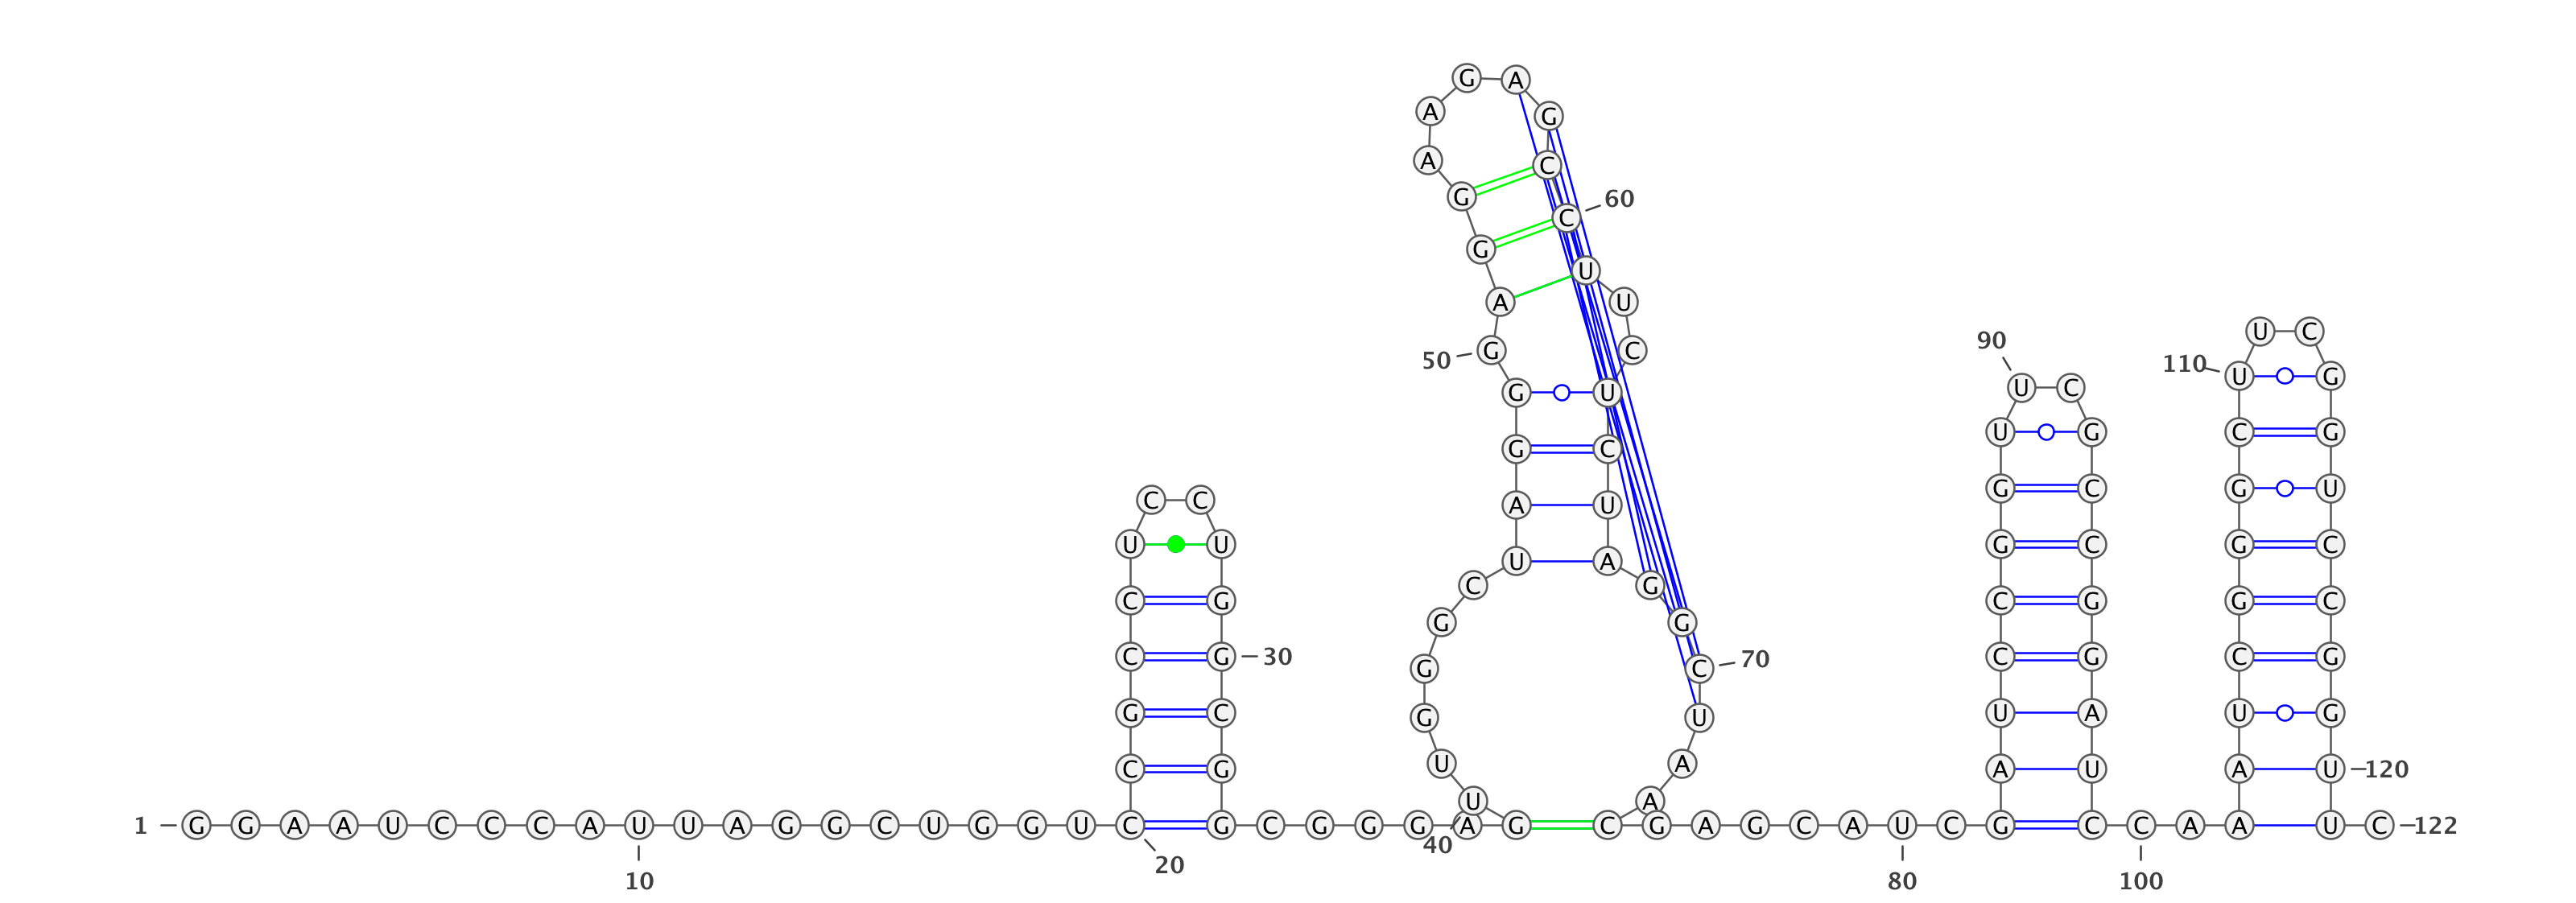 G A
A G
A C
G 60
C
G
U
A U
U C
90
50 G C 110
U G
U C
G U
U G C G
G C
G C G U
C C
A U
U U G C G C
U A
C G
C G C G G C
G G
C G 30 70 C G C G
G C
G C G U U A U G
U A
C G A U A U 120
U A
1 G G A A U C C C A U U A G G C U G G U C G C G G G A G C G A G C A U C G C C A A U C 122
40
20
10 80 100